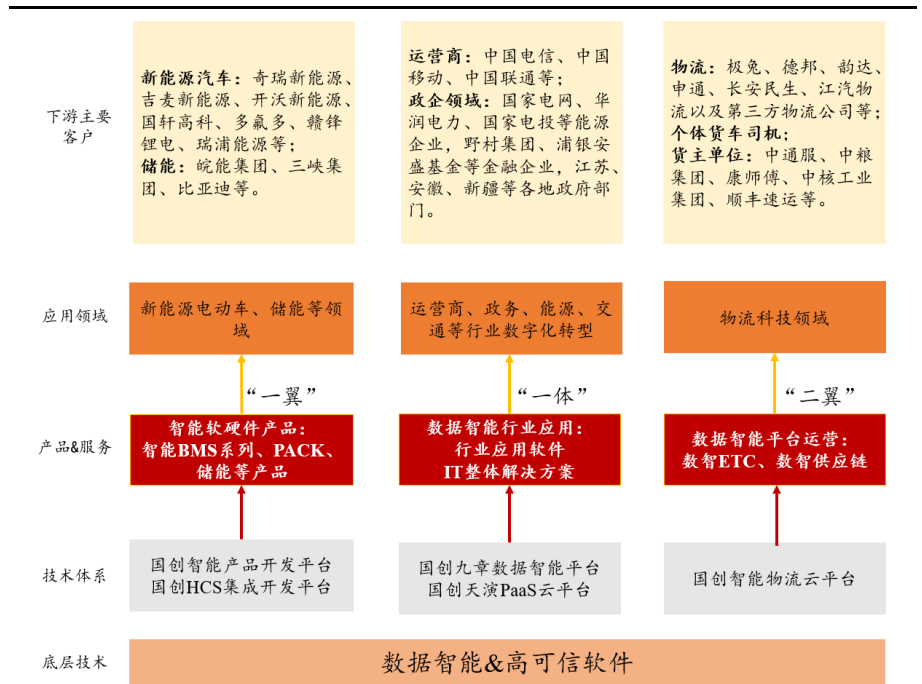 下游主要
客户
新能源汽车：奇瑞新能源、
吉麦新能源、开沃新能源、
国轩高科、多氟多、赣锋
锂电、瑞浦能源等；
储能：皖能集团、三峡集
团、比亚迪等。
运营商：中国电信、中国
移动、中国联通等；
政企领域：国家电网、华
润电力、国家电投等能源
企业，野村集团、浦银安
盛基金等金融企业，江苏、
安徽、新疆等各地政府部
门。
物流：极兔、德邦、韵达、
申通、长安民生、江汽物
流以及第三方物流公司等；
个体货车司机；
货主单位：中通服、中粮
集团、康师傅、中核工业
集团、顺丰速运等。
应用领域
新能源电动车、储能等领
域
运营商、政务、能源、交
通等行业数字化转型
物流科技领域
“一翼”
“一体”
“二翼”
产品&服务
智能软硬件产品：
智能BMS系列、PACK、
储能等产品
数据智能行业应用：
行业应用软件
IT整体解决方案
数据智能平台运营：
数智ETC、数智供应链
技术体系
国创智能产品开发平台
国创HCS集成开发平台
国创九章数据智能平台
国创天演PaaS云平台
国创智能物流云平台
底层技术
数据智能&高可信软件